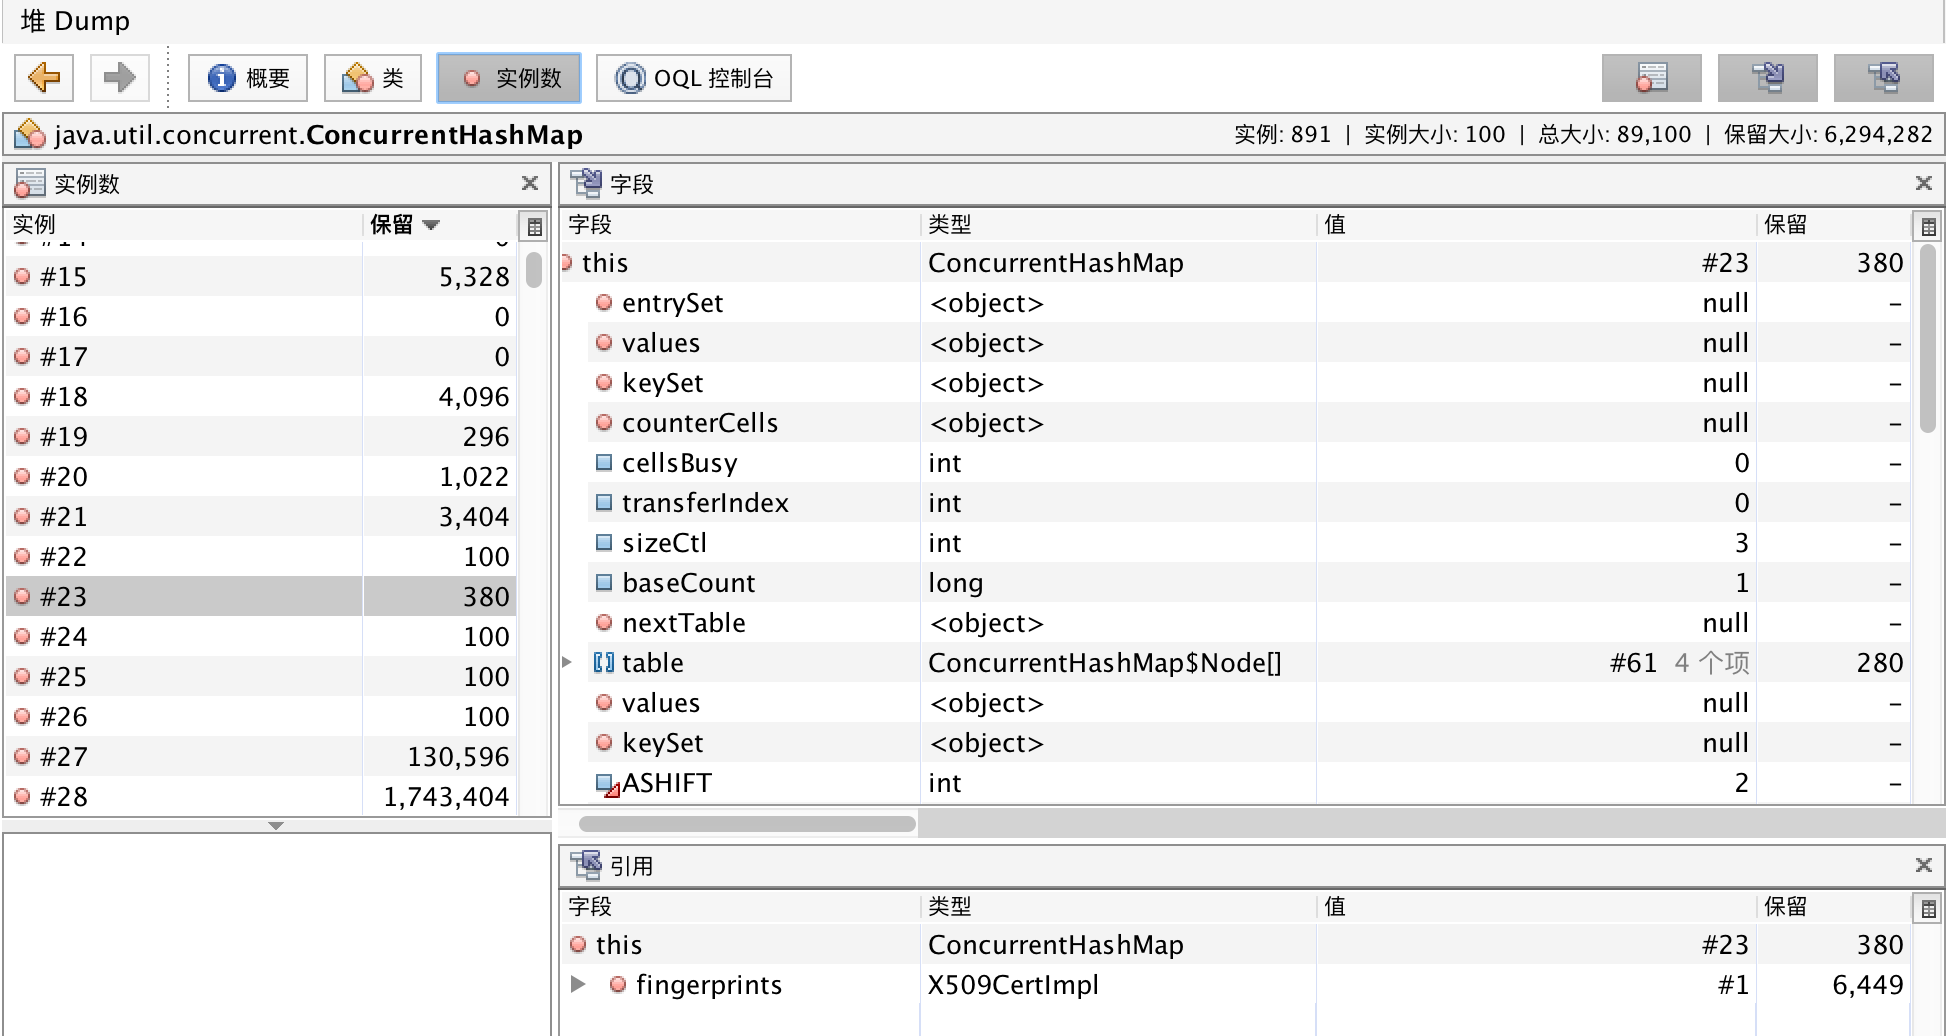 堆 Dump
概要 类 实例数 OQL 控制台
java.util.concurrent.ConcurrentHashMap 实例: 891 | 实例大小: 100 | 总大小: 89,100 | 保留大小: 6,294,282
实例数
实例 保留
#15 5,328
#16 0
#17 0
#18 4,096
#19 296
#20 1,022
#21 3,404
#22 100
#23 380
#24 100
#25 100
#26 100
#27 130,596
#28 1,743,404
字段
字段 类型 值 保留
this ConcurrentHashMap #23 380
entrySet <object> null –
values <object> null –
keySet <object> null –
counterCells <object> null –
cellsBusy int 0 –
transferIndex int 0 –
sizeCtl int 3 –
baseCount long 1 –
nextTable <object> null –
table ConcurrentHashMap$Node[] #61 4 个项 280
values <object> null –
keySet <object> null –
ASHIFT int 2 –
引用
字段 类型 值 保留
this ConcurrentHashMap #23 380
fingerprints X509CertImpl #1 6,449